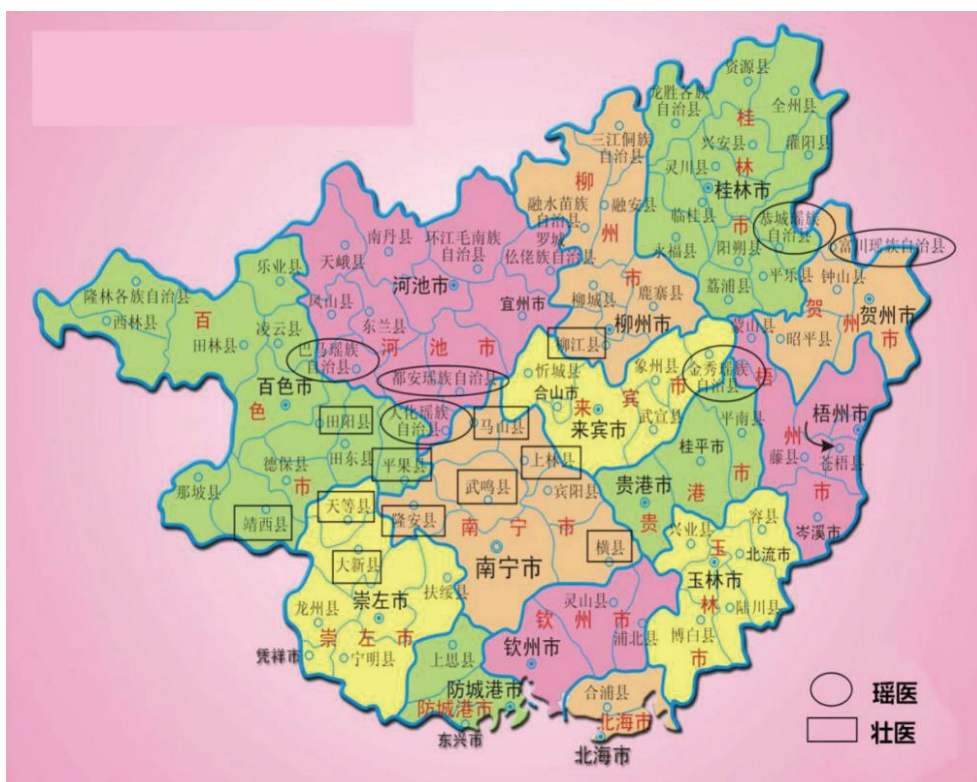 资源县
龙胜各族
自治县
全州县
桂
林
市
兴安县
灌阳县
灵川县
桂林市
临桂县
恭城瑶族
自治县
永福县
阳朔县
平乐县
荔浦县
三江侗族
自治县
柳
州
市
融水苗族
自治县
融安县
柳城县
鹿寨县
柳州市
柳江县
富川瑶族自治县
钟山县
贺
州
市
贺州市
昭平县
南丹县
环江毛南族
自治县
罗城
仫佬族自治县
天峨县
河池市
宜州市
凤山县
东兰县
河池市
巴马瑶族
自治县
都安瑶族自治县
大化瑶族
自治县
乐业县
隆林各族自治县
西林县
百
色
市
田林县
凌云县
百色市
田阳县
田东县
平果县
德保县
那坡县
靖西县
忻城县
合山市
象州县
金秀瑶族
自治县
来
宾
市
来宾市
武宣县
蒙山县
梧
州
市
梧州市
藤县
苍梧县
岑溪市
平南县
桂平市
贵
港
市
贵港市
马山县
上林县
武鸣县
宾阳县
隆安县
南宁市
横县
南宁市
天等县
大新县
崇左市
扶绥县
龙州县
崇左市
凭祥市
宁明县
兴业县
容县
玉
林
市
北流市
玉林市
陆川县
博白县
灵山县
钦州市
浦北县
钦州市
上思县
防城港市
防城港市
东兴市
合浦县
北海市
北海市
瑶医
壮医